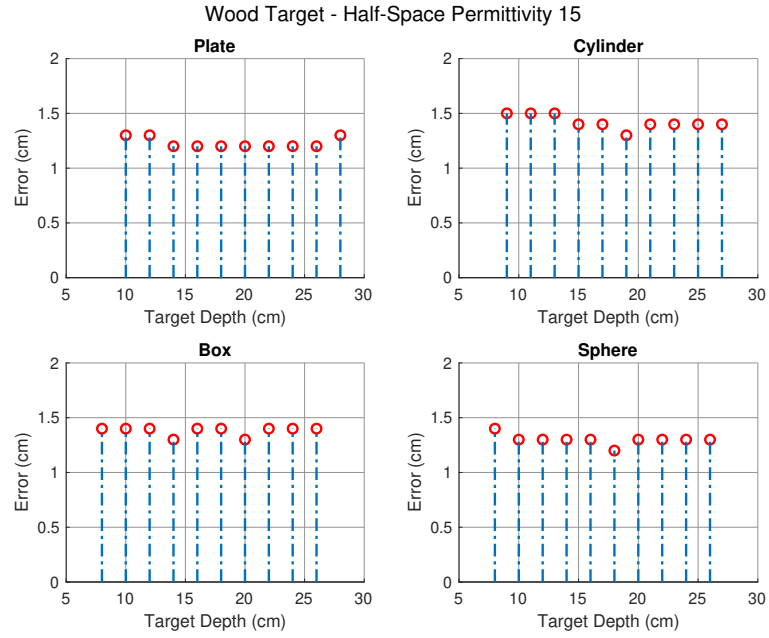 Wood Target - Half-Space Permittivity 15
Plate
2
1.5
1
0.5
0
Error (cm)
5 10 15 20 25 30
Target Depth (cm)
Cylinder
2
1.5
1
0.5
0
Error (cm)
5 10 15 20 25 30
Target Depth (cm)
Box
2
1.5
1
0.5
0
Error (cm)
5 10 15 20 25 30
Target Depth (cm)
Sphere
2
1.5
1
0.5
0
Error (cm)
5 10 15 20 25 30
Target Depth (cm)